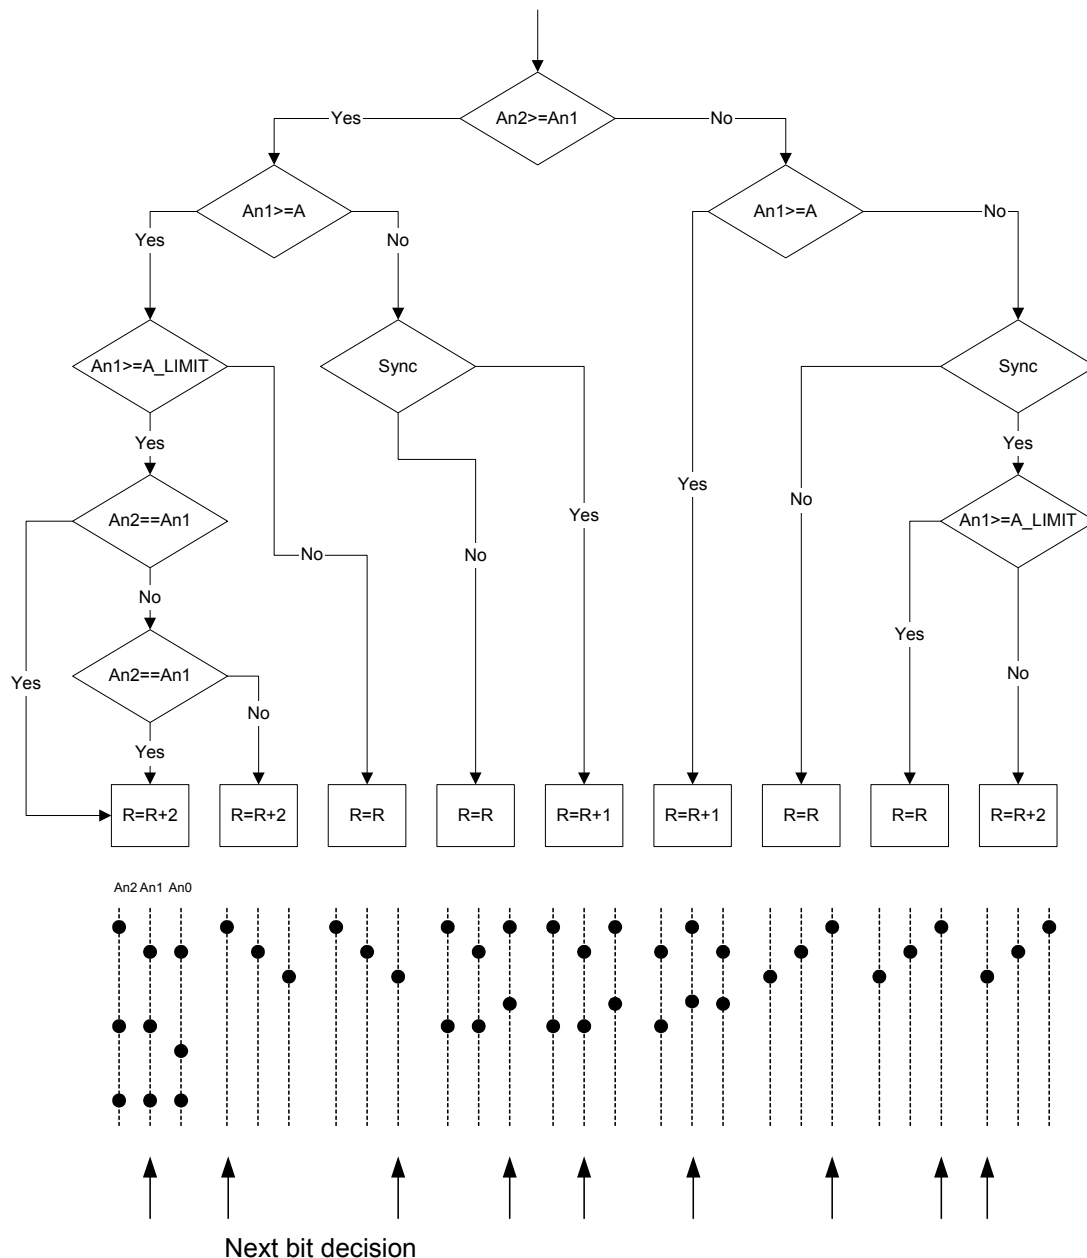 An2>=An1
Yes
No
An1>=A
An1>=A
Yes
No
No
An1>=A_LIMIT
Sync
Sync
Yes
Yes
An2==An1
Yes
Yes
No
An1>=A_LIMIT
No
No
No
Yes
An2==An1
Yes
No
No
Yes
R=R+2
R=R+2
R=R
R=R
R=R+1
R=R+1
R=R
R=R
R=R+2
An2 An1 An0
Next bit decision